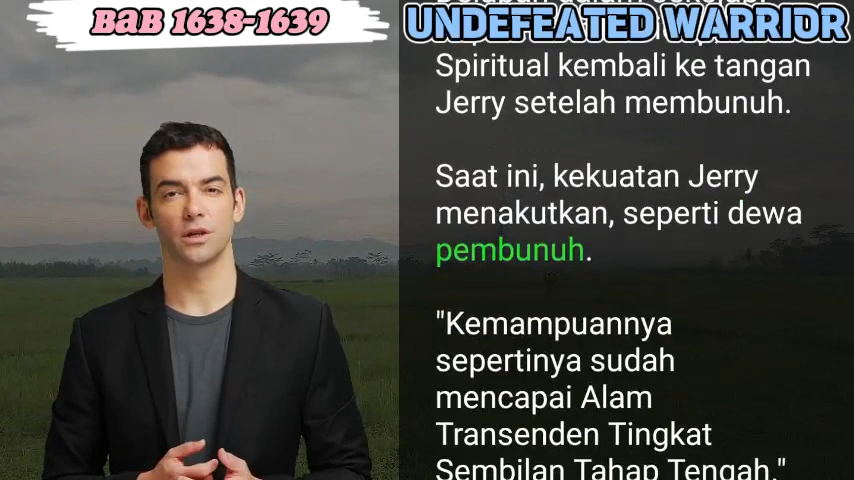 BAB 1638-1639
UNDEFEATED WARRIOR
Spiritual kembali ke tangan
Jerry setelah membunuh.
Saat ini, kekuatan Jerry
menakutkan, seperti dewa
pembunuh.
"Kemampuannya
sepertinya sudah
mencapai Alam
Transenden Tingkat
Sembilan Tahap Tengah."